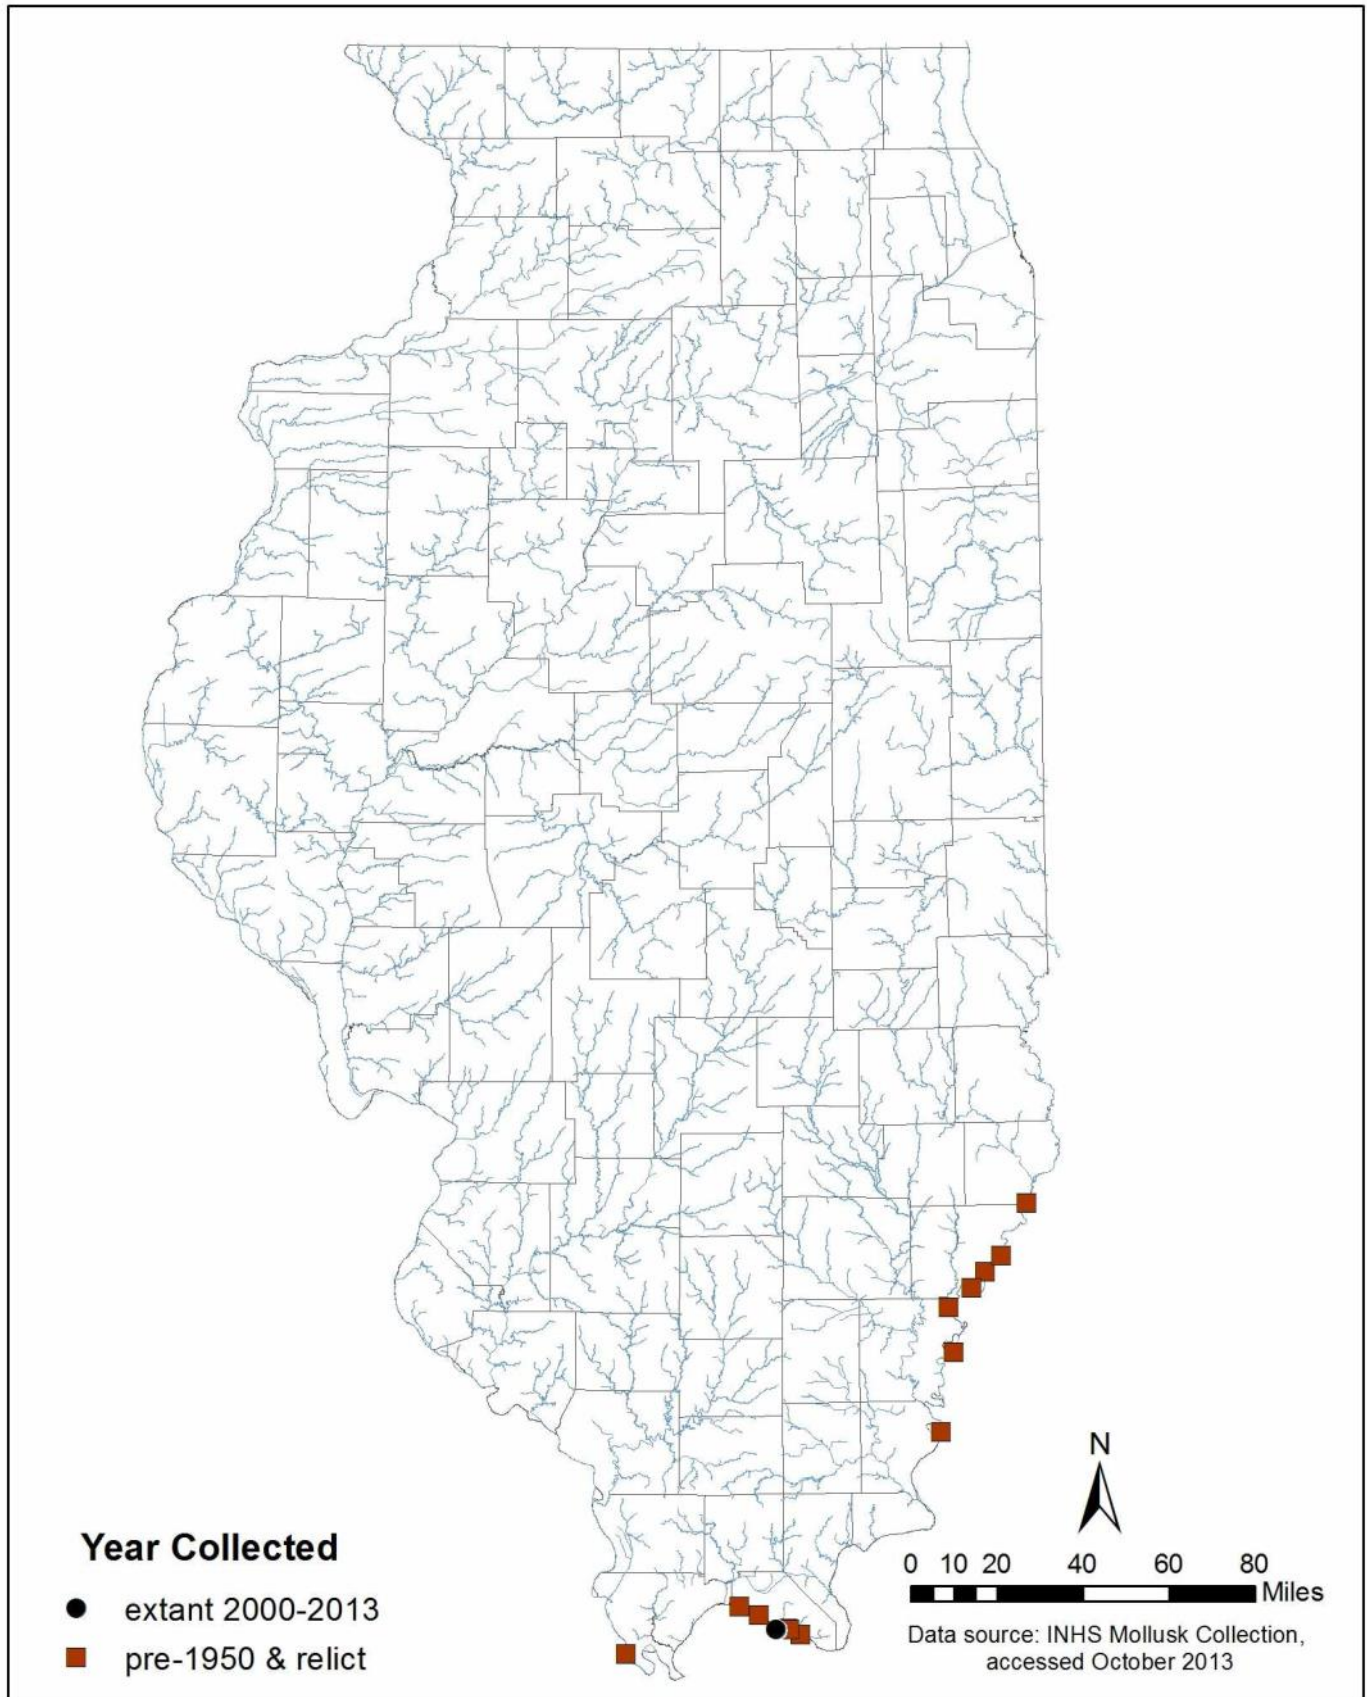 N
0 10 20 40 60 80
Miles
Year Collected
extant 2000-2013
pre-1950 & relict
Data source: INHS Mollusk Collection,
accessed October 2013